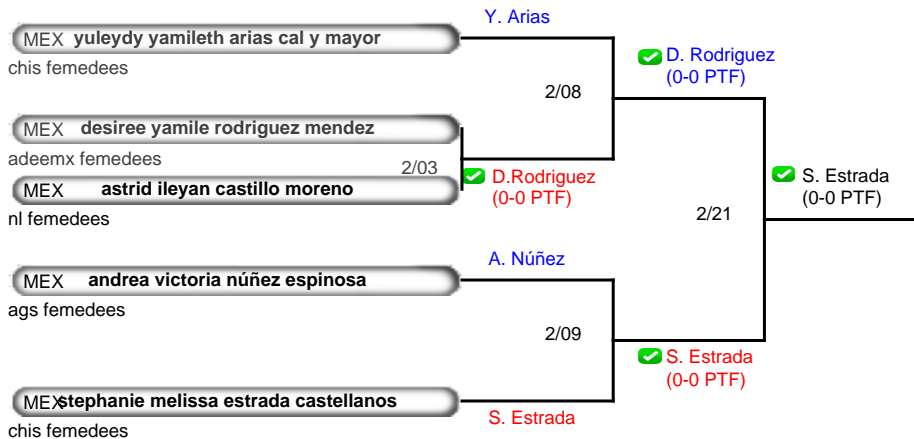 Y. Arias
MEX yuleydy yamileth arias cal y mayor
chis femedees
D. Rodriguez
(0-0 PTF)
2/08
MEX desiree yamile rodriguez mendez
adeemx femedees
2/03
D.Rodriguez
(0-0 PTF)
MEX astrid ileyan castillo moreno
nl femedees
S. Estrada
(0-0 PTF)
2/21
A. Núñez
MEX andrea victoria núñez espinosa
ags femedees
2/09
S. Estrada
(0-0 PTF)
MEX stephanie melissa estrada castellanos
chis femedees
S. Estrada